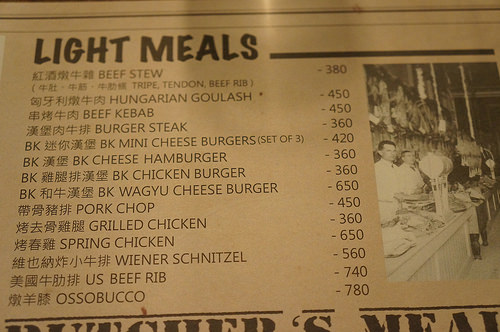 LIGHT MEALS
紅酒燉牛雜 BEEF STEW - 380
(牛肚、牛筋、牛肋條 TRIPE, TENDON, BEEF RIB)
匈牙利燉牛肉 HUNGARIAN GOULASH * - 450
串烤牛肉 BEEF KEBAB - 450
漢堡肉牛排 BURGER STEAK - 360
BK 迷你漢堡 BK MINI CHEESE BURGERS (SET OF 3) - 420
BK 漢堡 BK CHEESE HAMBURGER - 360
BK 雞腿排漢堡 BK CHICKEN BURGER - 360
BK 和牛漢堡 BK WAGYU CHEESE BURGER - 650
帶骨豬排 PORK CHOP - 450
烤去骨雞腿 GRILLED CHICKEN - 360
烤春雞 SPRING CHICKEN - 650
維也納炸小牛排 WIENER SCHNITZEL - 560
美國牛肋排 US BEEF RIB - 740
燉羊膝 OSSOBUCCO - 780
BUTCHER'S MEA